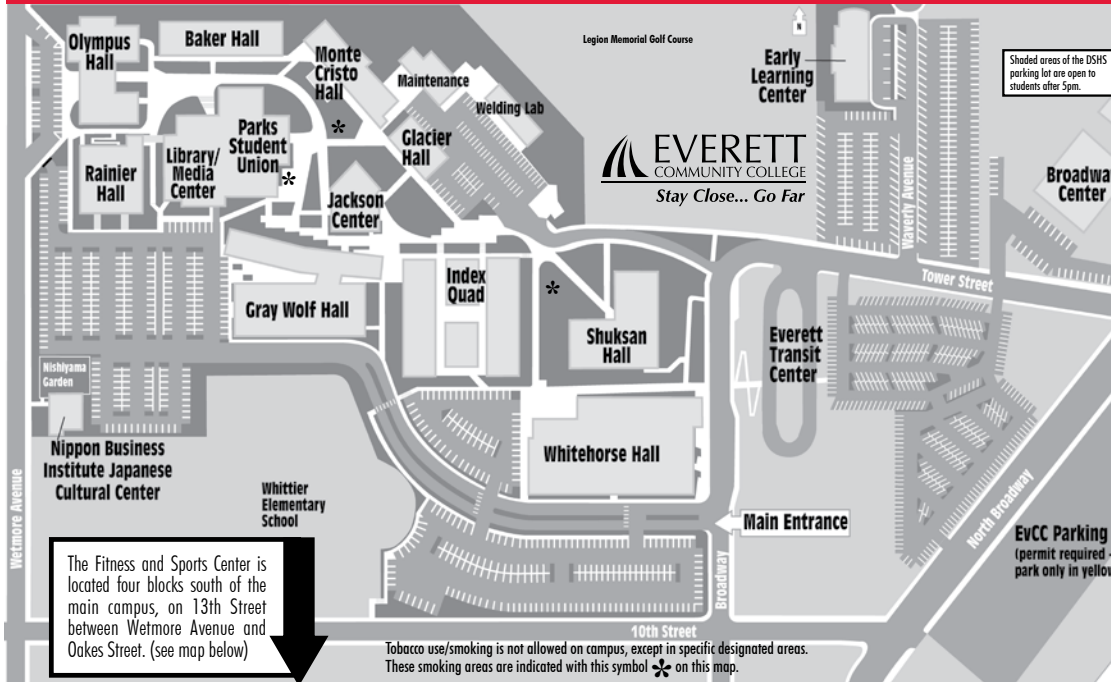 Olympus
Hall
Baker Hall
Monte
Cristo
Hall
Maintenance
Welding Lab
Legion Memorial Golf Course
N
Early
Learning
Center
Shaded areas of the DSHS
parking lot are open to
students after 5pm.
Rainier
Hall
Library/
Media
Center
Parks
Student
Union
*
*
Glacier
Hall
Jackson
Center
EVERETT
COMMUNITY COLLEGE
Stay Close... Go Far
Waverly Avenue
Broadway
Center
Tower Street
Gray Wolf Hall
Index
Quad
*
Shuksan
Hall
Everett
Transit
Center
Nishiyama
Garden
Nippon Business
Institute Japanese
Cultural Center
Whitehorse Hall
Wetmore Avenue
Whittier
Elementary
School
Main Entrance
North Broadway
EvCC Parking
(permit required -
park only in yellow
Broadway
The Fitness and Sports Center is
located four blocks south of the
main campus, on 13th Street
between Wetmore Avenue and
Oakes Street. (see map below)
10th Street
Tobacco use/smoking is not allowed on campus, except in specific designated areas.
These smoking areas are indicated with this symbol * on this map.